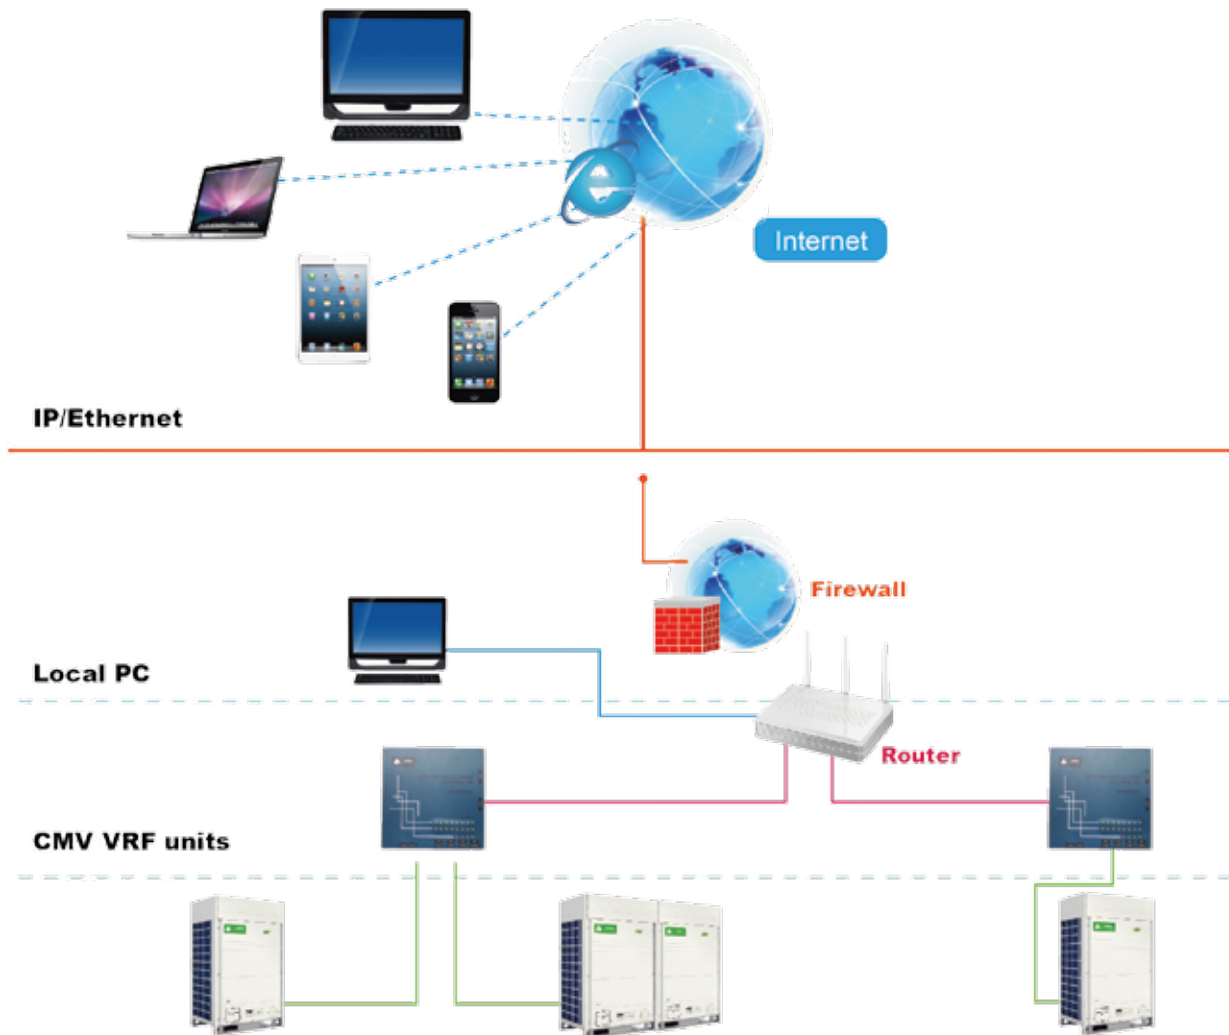 Internet
IP/Ethernet
Firewall
Local PC
Router
CMV VRF units